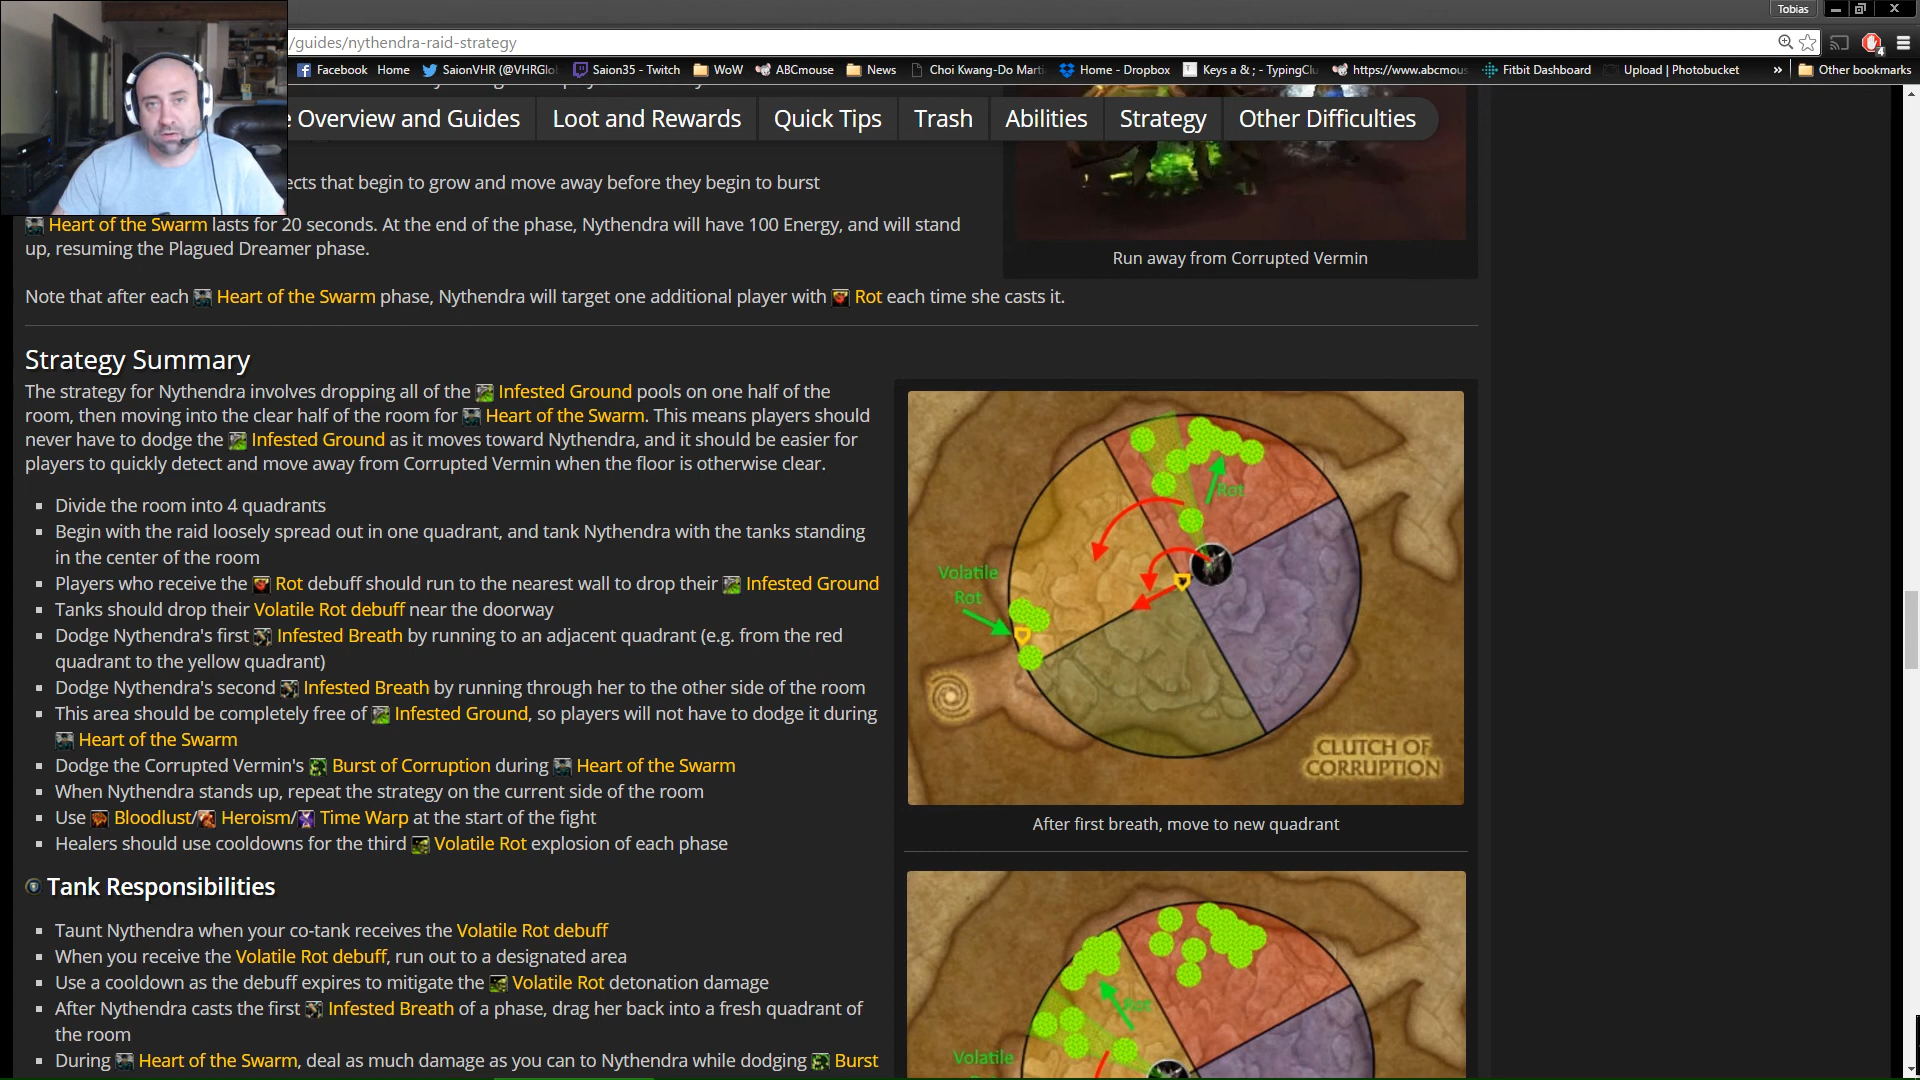 Tobias
/guides/nythendra-raid-strategy
4
Facebook Home SaionVHR (@VHRGlo Saion35 - Twitch WoW ABCmouse News Choi Kwang-Do Marti Home - Dropbox Keys a & ; - TypingClu https://www.abcmous Fitbit Dashboard Upload | Photobucket » Other bookmarks
e Overview and Guides Loot and Rewards Quick Tips Trash Abilities Strategy Other Difficulties
ects that begin to grow and move away before they begin to burst
Heart of the Swarm lasts for 20 seconds. At the end of the phase, Nythendra will have 100 Energy, and will stand
up, resuming the Plagued Dreamer phase.
Run away from Corrupted Vermin
Note that after each Heart of the Swarm phase, Nythendra will target one additional player with Rot each time she casts it.
Strategy Summary
The strategy for Nythendra involves dropping all of the Infested Ground pools on one half of the
room, then moving into the clear half of the room for Heart of the Swarm. This means players should
never have to dodge the Infested Ground as it moves toward Nythendra, and it should be easier for
players to quickly detect and move away from Corrupted Vermin when the floor is otherwise clear.
Divide the room into 4 quadrants
Begin with the raid loosely spread out in one quadrant, and tank Nythendra with the tanks standing
in the center of the room
Players who receive the Rot debuff should run to the nearest wall to drop their Infested Ground
Tanks should drop their Volatile Rot debuff near the doorway
Dodge Nythendra's first Infested Breath by running to an adjacent quadrant (e.g. from the red
quadrant to the yellow quadrant)
Dodge Nythendra's second Infested Breath by running through her to the other side of the room
This area should be completely free of Infested Ground, so players will not have to dodge it during
Heart of the Swarm
Dodge the Corrupted Vermin's Burst of Corruption during Heart of the Swarm
When Nythendra stands up, repeat the strategy on the current side of the room
Use Bloodlust/ Heroism/ Time Warp at the start of the fight
Healers should use cooldowns for the third Volatile Rot explosion of each phase
Rot
Volatile
Rot
CLUTCH OF
CORRUPTION
After first breath, move to new quadrant
Tank Responsibilities
Taunt Nythendra when your co-tank receives the Volatile Rot debuff
When you receive the Volatile Rot debuff, run out to a designated area
Use a cooldown as the debuff expires to mitigate the Volatile Rot detonation damage
After Nythendra casts the first Infested Breath of a phase, drag her back into a fresh quadrant of
the room
During Heart of the Swarm, deal as much damage as you can to Nythendra while dodging Burst
Rot
Volatile